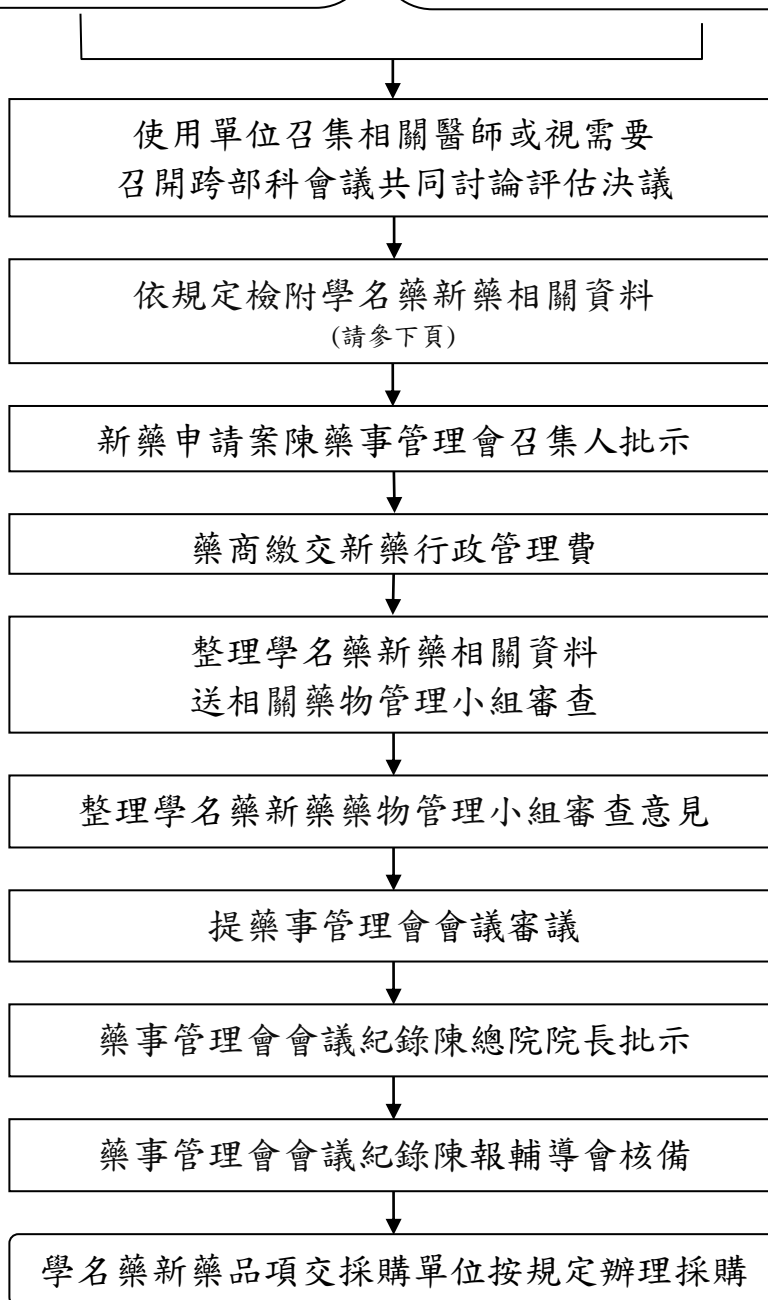 使用單位召集相關醫師或視需要
召開跨部科會議共同討論評估決議
依規定檢附學名藥新藥相關資料
(請參下頁)
新藥申請案陳藥事管理會召集人批示
藥商繳交新藥行政管理費
整理學名藥新藥相關資料
送相關藥物管理小組審查
整理學名藥新藥藥物管理小組審查意見
提藥事管理會會議審議
藥事管理會會議紀錄陳總院院長批示
藥事管理會會議紀錄陳報輔導會核備
學名藥新藥品項交採購單位按規定辦理採購